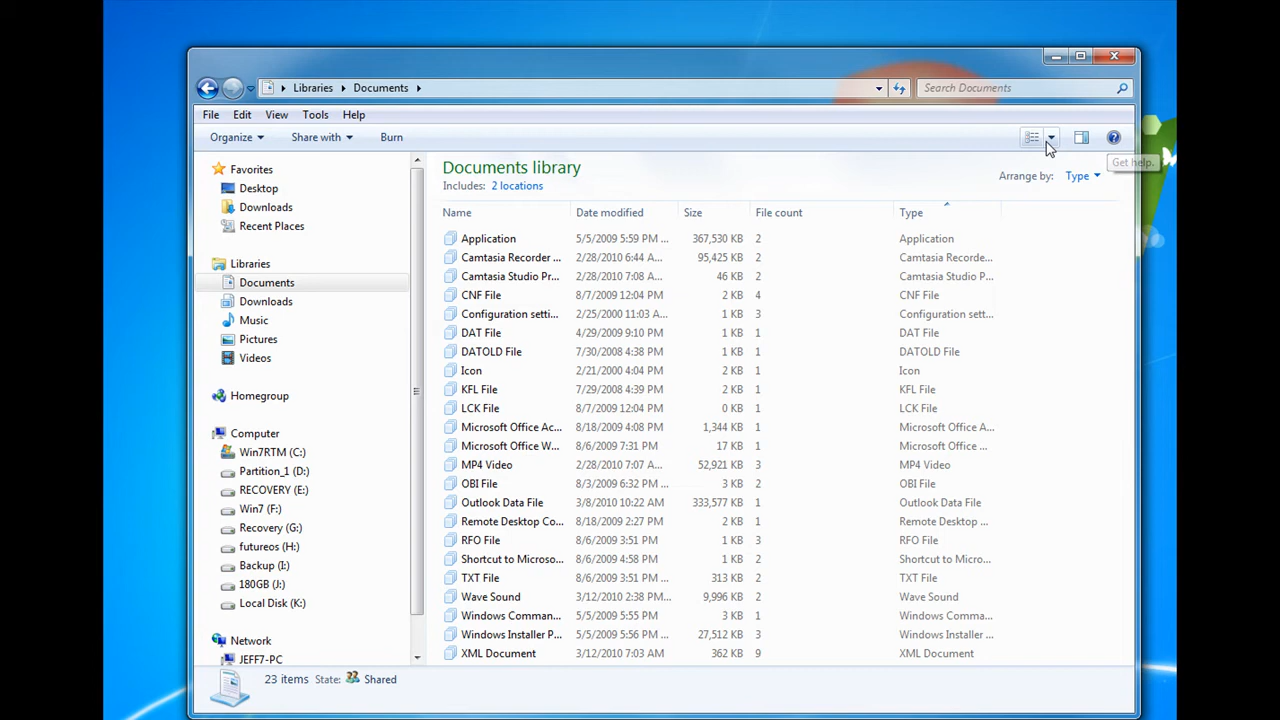 Libraries Documents Search Documents
File Edit View Tools Help
Organize Share with Burn
Get help.
Favorites
Desktop
Downloads
Recent Places
Libraries
Documents
Downloads
Music
Pictures
Videos
Homegroup
Computer
Win7RTM (C:)
Partition_1 (D:)
RECOVERY (E:)
Win7 (F:)
Recovery (G:)
futureos (H:)
Backup (I:)
180GB (J:)
Local Disk (K:)
Network
JEFF7-PC
Documents library
Includes: 2 locations
Arrange by: Type
Name Date modified Size File count Type
Application 5/5/2009 5:59 PM ... 367,530 KB 2 Application
Camtasia Recorder ... 2/28/2010 6:44 A... 95,425 KB 2 Camtasia Recorde...
Camtasia Studio Pr... 2/28/2010 7:08 A... 46 KB 2 Camtasia Studio P...
CNF File 8/7/2009 12:04 PM 2 KB 4 CNF File
Configuration setti... 2/25/2000 11:03 A... 1 KB 3 Configuration sett...
DAT File 4/29/2009 9:10 PM 1 KB 1 DAT File
DATOLD File 7/30/2008 4:38 PM 1 KB 1 DATOLD File
Icon 2/21/2000 4:04 PM 2 KB 1 Icon
KFL File 7/29/2008 4:39 PM 2 KB 1 KFL File
LCK File 8/7/2009 12:04 PM 0 KB 1 LCK File
Microsoft Office Ac... 8/18/2009 4:08 PM 1,344 KB 1 Microsoft Office A...
Microsoft Office W... 8/6/2009 7:31 PM 17 KB 1 Microsoft Office ...
MP4 Video 2/28/2010 7:07 A... 52,921 KB 3 MP4 Video
OBI File 8/3/2009 6:32 PM ... 3 KB 2 OBI File
Outlook Data File 3/8/2010 10:22 AM 333,577 KB 1 Outlook Data File
Remote Desktop Co... 8/18/2009 2:27 PM 2 KB 1 Remote Desktop ...
RFO File 8/6/2009 3:51 PM 1 KB 3 RFO File
Shortcut to Microso... 8/6/2009 4:58 PM 1 KB 2 Shortcut to Micro...
TXT File 8/6/2009 3:51 PM ... 313 KB 2 TXT File
Wave Sound 3/12/2010 2:38 PM... 9,996 KB 2 Wave Sound
Windows Comman... 5/5/2009 5:55 PM 3 KB 1 Windows Comma...
Windows Installer P... 5/5/2009 5:56 PM ... 27,512 KB 3 Windows Installer ...
XML Document 3/12/2010 7:03 AM 362 KB 9 XML Document
23 items State: Shared